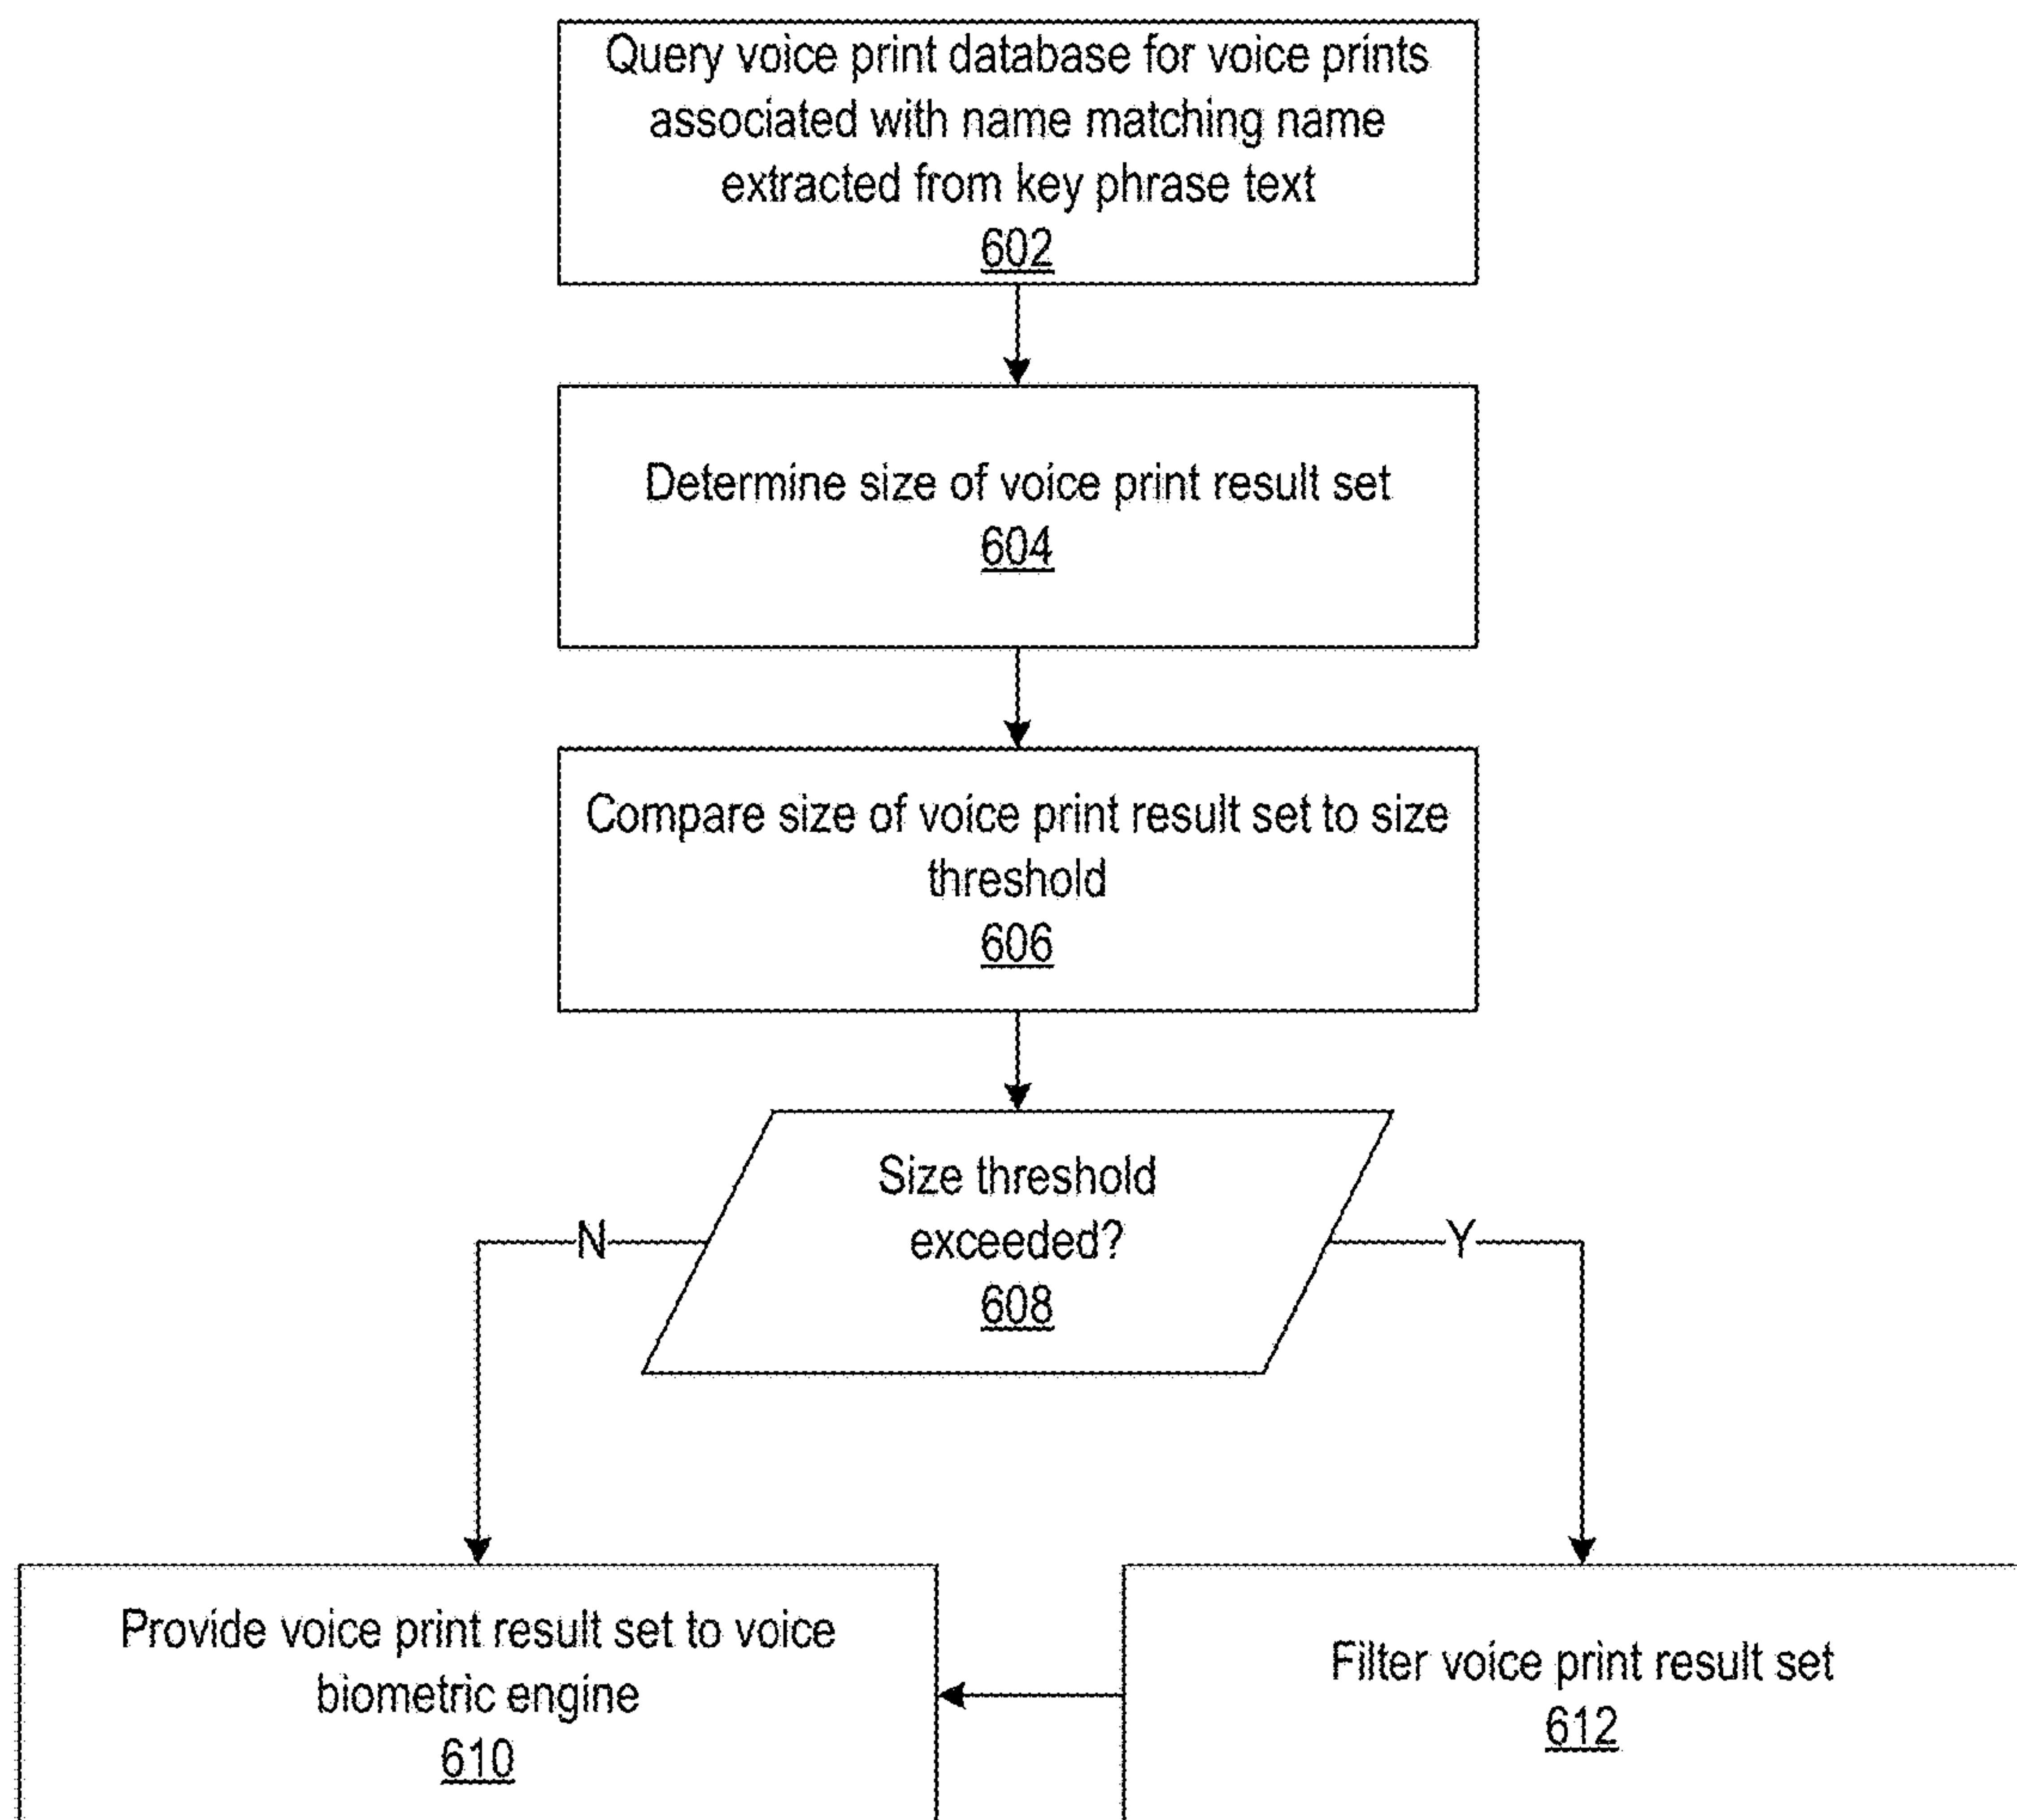 Query voice print database for voice prints
associated with name matching name
extracted from key phrase text
602
Determine size of voice print result set
604
Compare size of voice print result set to size
threshold
606
Size threshold
exceeded?
608
N
Y
Provide voice print result set to voice
biometric engine
610
Filter voice print result set
612